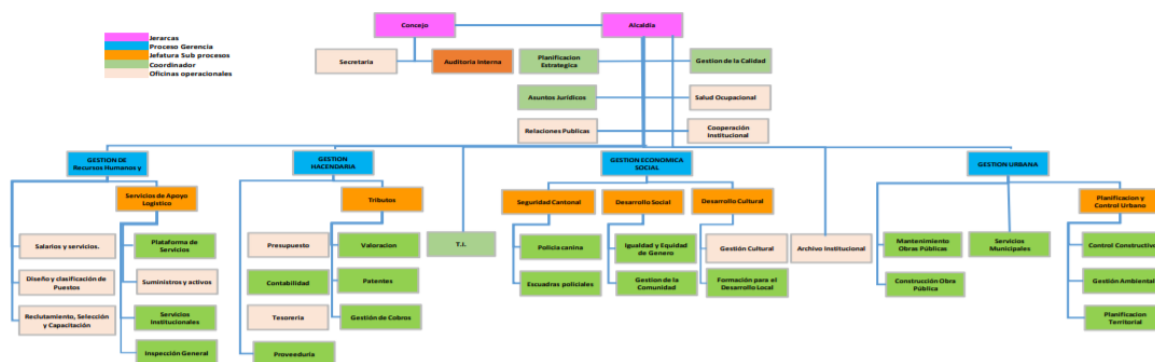 Concejo
Alcaldía
Jerarcas
Proceso Gerencia
Jefatura Sub procesos
Coordinador
Oficinas operacionales
Secretaria
Auditoria Interna
Planificacion
Estrategica
Gestion de la Calidad
Asuntos Jurídicos
Salud Ocupacional
Relaciones Publicas
Cooperación
Institucional
GESTION DE
Recursos Humanos y
GESTION
HACENDARIA
GESTION ECONOMICA
SOCIAL
GESTION URBANA
Servicios de Apoyo
Logístico
Tributos
Seguridad Cantonal
Desarrollo Social
Desarrollo Cultural
Planificacion y
Control Urbano
Salarios y servicios.
Plataforma de
Servicios
Presupuesto
Valoracion
T.I.
Policia canina
Igualdad y Equidad
de Genero
Gestión Cultural
Archivo Institucional
Mantenimiento
Obras Públicas
Servicios
Municipales
Control Constructivo
Diseño y clasificación de
Puestos
Suministros y activos
Contabilidad
Patentes
Escuadras policiales
Gestion de la
Comunidad
Formación para el
Desarrollo Local
Construcción Obra
Pública
Gestión Ambiental
Reclutamiento, Selección
y Capacitación
Servicios
Institucionales
Tesoreria
Gestión de Cobros
Planificacion
Territorial
Inspección General
Proveeduría